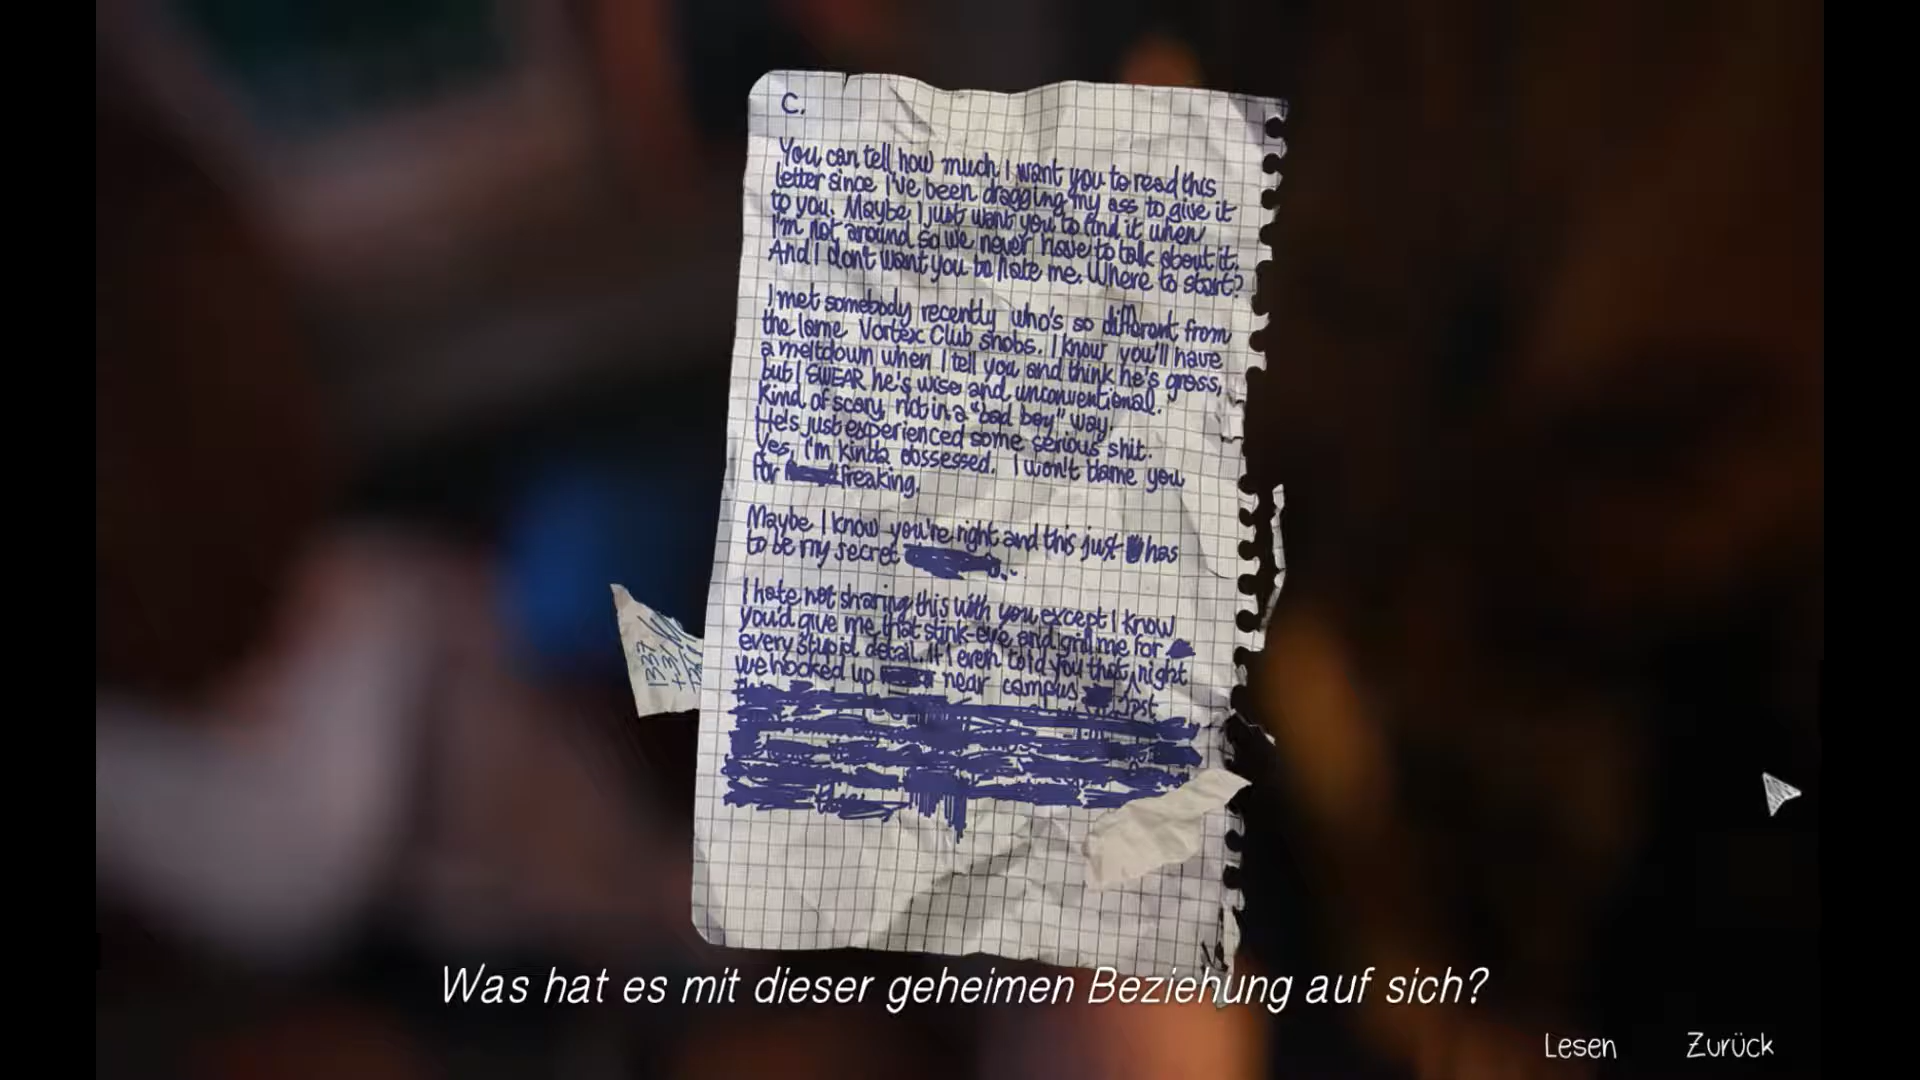 C.
You can tell how much I want you to read this
letter since I've been dragging my ass to give it
to you. Maybe I just want you to find it when
I'm not around so we never have to talk about it.
And I don't want you to hate me. Where to start?
I met somebody recently who's so different from
the lame Vortex Club snobs. I know you'll have
a meltdown when I tell you and think he's gross,
but I SWEAR he's wise and unconventional.
Kind of scary, not in a "bad boy" way.
He's just experienced some serious shit.
Yes, I'm kinda obssessed. I won't blame you
for freaking.
Maybe I know you're right and this just has
to be my secret
I hate not sharing this with you except I know
you'd give me that stink-eye and grill me for
every stupid detail. If I even told you that night
we hooked up near campus just
1337
Was hat es mit dieser geheimen Beziehung auf sich?
Lesen Zurück